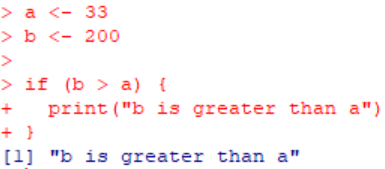 > a <- 33
> b <- 200
>
> if (b > a) {
+   print("b is greater than a")
+ }
[1] "b is greater than a"